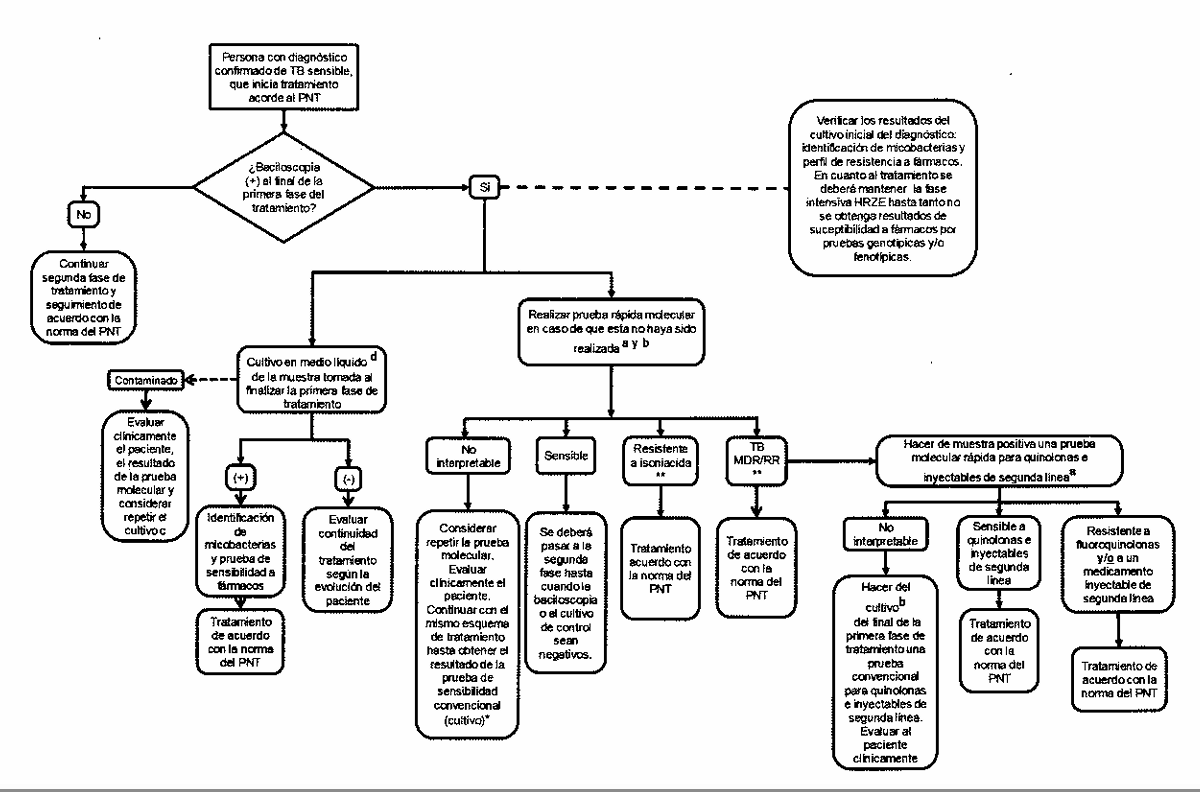 Persona con diagnóstico
confirmado de TB sensible,
que inicia tratamiento
acorde al PNT
¿Baciloscopia
(+) al final de la
primera fase del
tratamiento?
No
Continuar
segunda fase de
tratamiento y
seguimiento de
acuerdo con la
norma del PNT
Si
Verificar los resultados del
cultivo inicial del diagnóstico:
identificación de micobacterias y
perfil de resistencia a fármacos.
En cuanto al tratamiento se
deberá mantener la fase
intensiva HRZE hasta tanto no
se obtenga resultados de
suceptibilidad a fármacos por
pruebas genotípicas y/o
fenotípicas.
Cultivo en medio líquido d
de la muestra tomada al
finalizar la primera fase de
tratamiento
Contaminado
Evaluar
clínicamente
el paciente,
el resultado
de la prueba
molecular y
considerar
repetir el
cultivo c
(+)
Identificación
de
micobacterias
y prueba de
sensibilidad a
fármacos
Tratamiento
de acuerdo
con la norma
del PNT
(-)
Evaluar
continuidad
del
tratamiento
según la
evolución del
paciente
Realizar prueba rápida molecular
en caso de que esta no haya sido
realizada a y b
No
interpretable
Considerar
repetir la prueba
molecular.
Evaluar
clínicamente el
paciente.
Continuar con el
mismo esquema
de tratamiento
hasta obtener el
resultado de la
prueba de
sensibilidad
convencional
(cultivo)*
Sensible
Se deberá
pasar a la
segunda
fase hasta
cuando la
baciloscopia
o el cultivo
de control
sean
negativos.
Resistente
a isoniacida
**
Tratamiento
acuerdo con
la norma del
PNT
TB
MDR/RR
**
Tratamiento
de acuerdo
con la
norma del
PNT
Hacer de muestra positiva una prueba
molecular rápida para quinolonas e
inyectables de segunda línea a
No
interpretable
Hacer del
cultivo b
del final de la
primera fase de
tratamiento una
prueba
convencional
para quinolonas
e inyectables de
segunda línea.
Evaluar al
paciente
clínicamente
Sensible a
quinolonas e
inyectables
de segunda
línea
Tratamiento
de acuerdo
con la
norma del
PNT
Resistente a
fluoroquinolonas
y/o a un
medicamento
inyectable de
segunda línea
Tratamiento de
acuerdo con la
norma del PNT